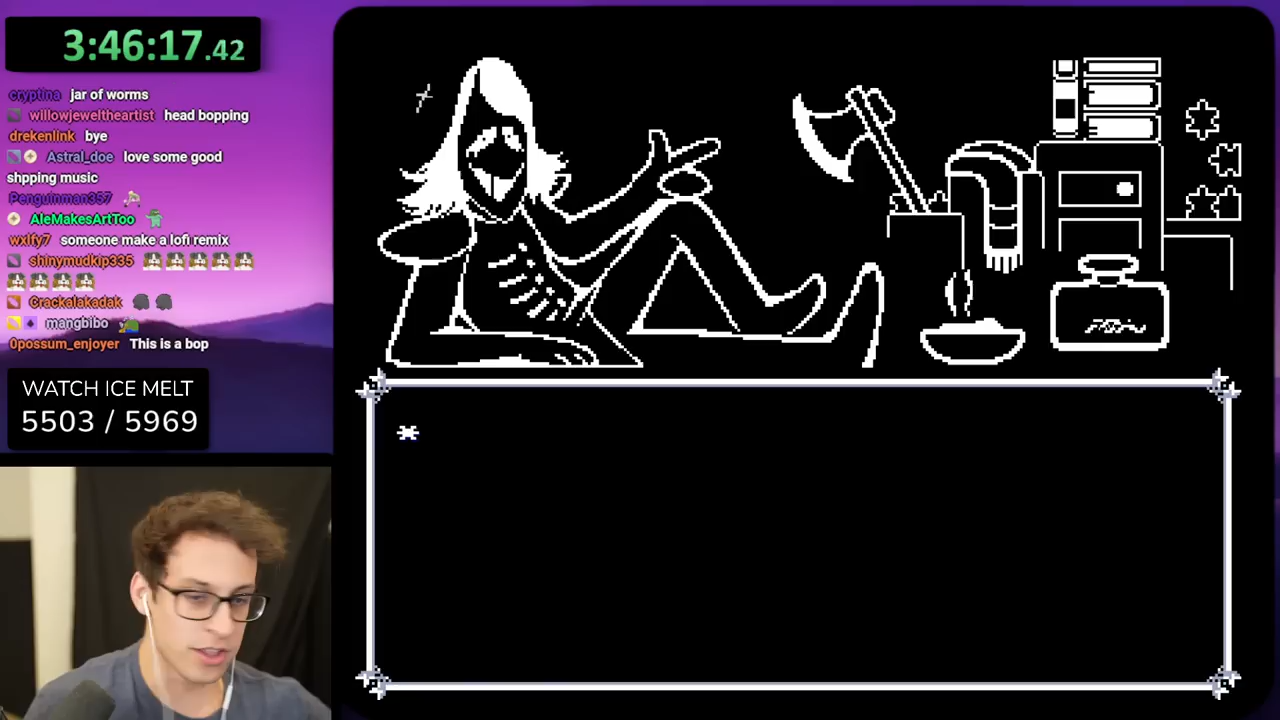 3:46:17.42
cryptina jar of worms
willowjeweltheartist head bopping
drekenlink bye
Astral_doe love some good
shpping music
Penguinman357
AleMakesArtToo
wxlfy7 someone make a lofi remix
shinymudkip335
Crackalakadak
mangbibo
0possum_enjoyer This is a bop
WATCH ICE MELT
5503 / 5969
*